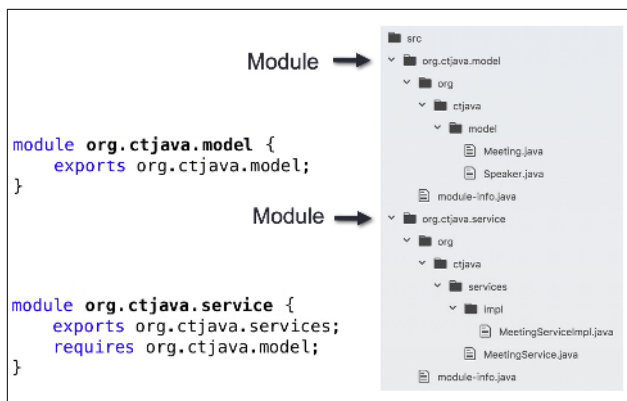 Module
module org.ctjava.model {
exports org.ctjava.model;
}
Module
module org.ctjava.service {
exports org.ctjava.services;
requires org.ctjava.model;
}
src
org.ctjava.model
org
ctjava
model
Meeting.java
Speaker.java
module-info.java
org.ctjava.service
org
ctjava
services
impl
MeetingServiceImpl.java
MeetingService.java
module-info.java